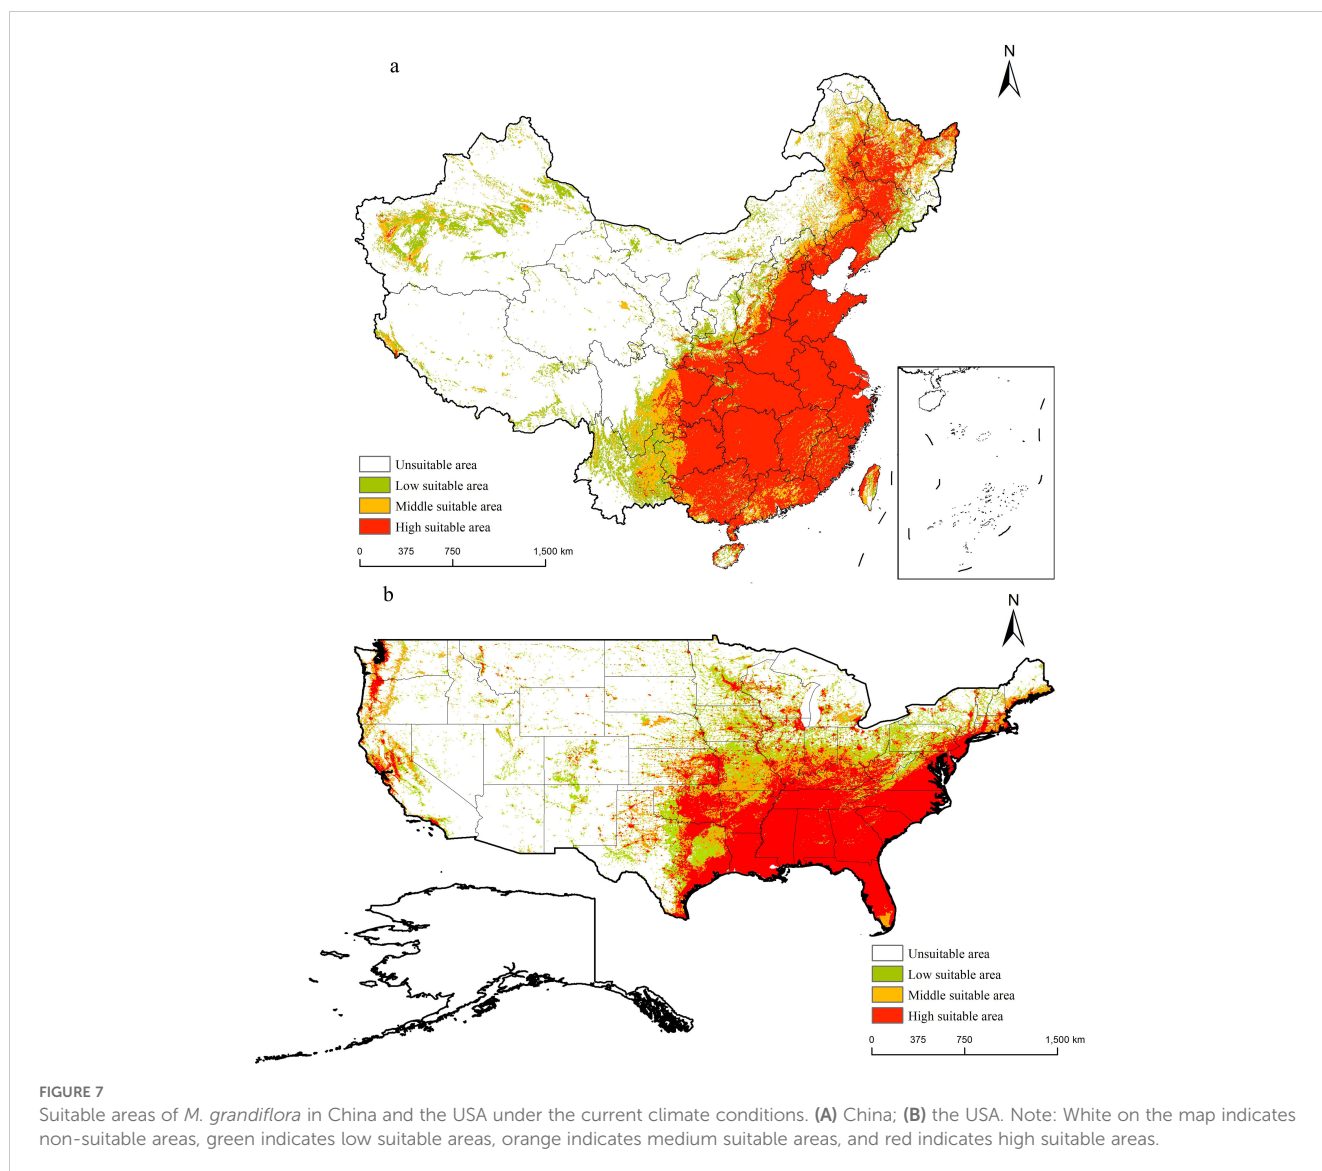 a
N
Unsuitable area
Low suitable area
Middle suitable area
High suitable area
0 375 750 1,500 km
b
N
Unsuitable area
Low suitable area
Middle suitable area
High suitable area
0 375 750 1,500 km
FIGURE 7
Suitable areas of M. grandiflora in China and the USA under the current climate conditions. (A) China; (B) the USA. Note: White on the map indicates
non-suitable areas, green indicates low suitable areas, orange indicates medium suitable areas, and red indicates high suitable areas.